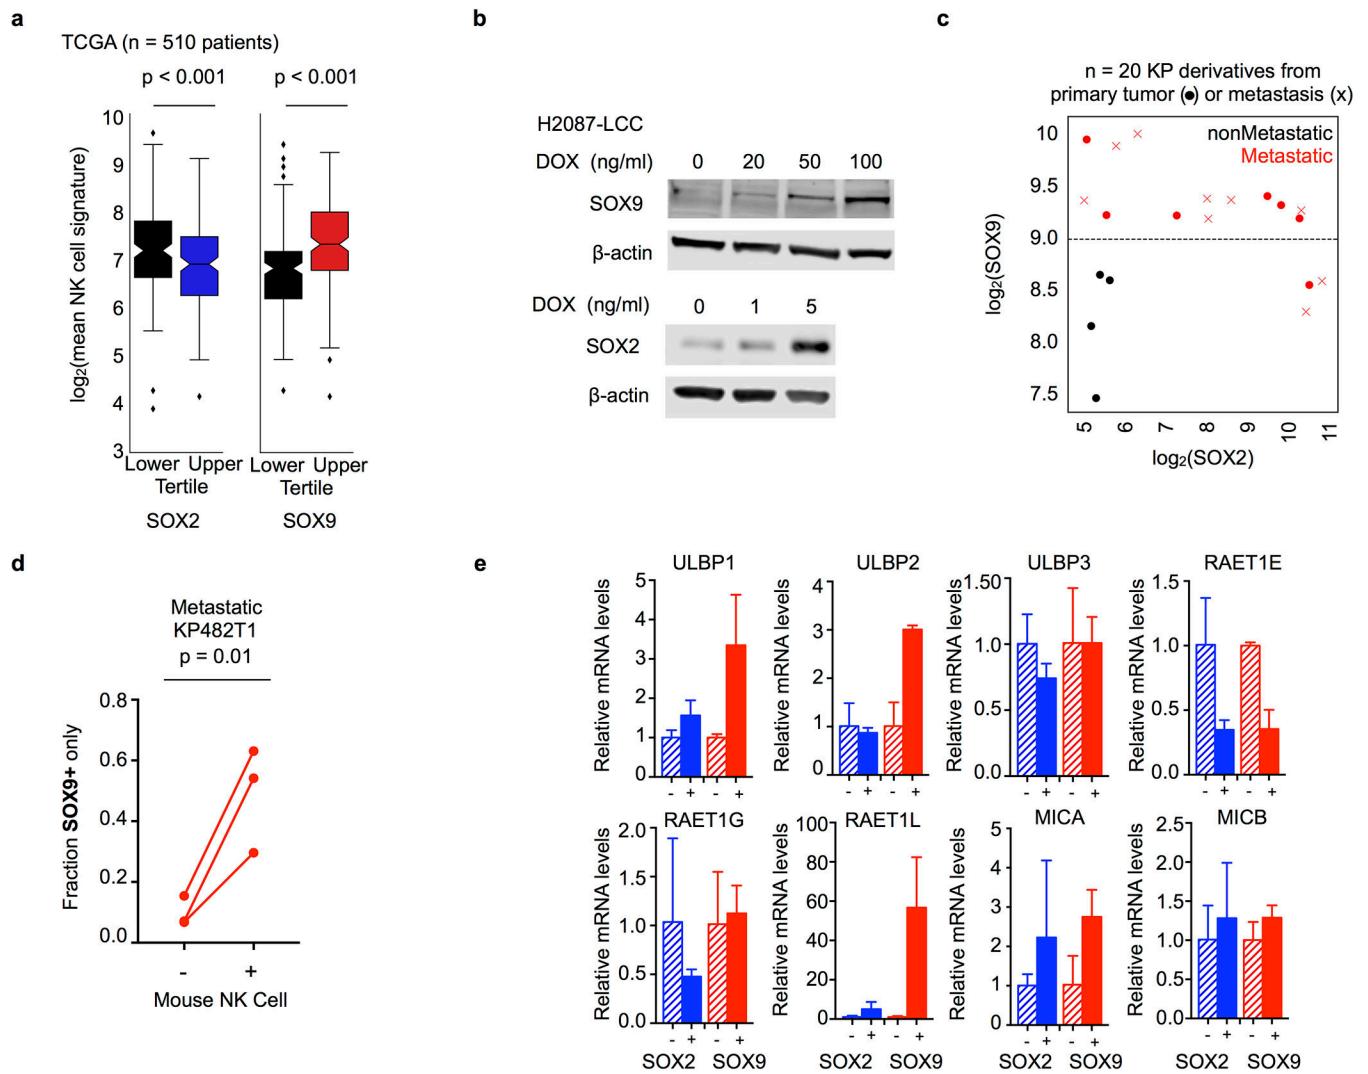 a
TCGA (n = 510 patients)
p < 0.001
p < 0.001
log₂(mean NK cell signature)
10
9
8
7
6
5
4
3
Lower Upper
Tertile
SOX2
Lower Upper
Tertile
SOX9
b
H2087-LCC
DOX (ng/ml) 0 20 50 100
SOX9
β-actin
DOX (ng/ml) 0 1 5
SOX2
β-actin
c
n = 20 KP derivatives from
primary tumor (●) or metastasis (x)
nonMetastatic
Metastatic
log₂(SOX9)
10
9.5
9.0
8.5
8.0
7.5
5 6 7 8 9 10 11
log₂(SOX2)
d
Metastatic
KP482T1
p = 0.01
Fraction SOX9+ only
0.8
0.6
0.4
0.2
0.0
- +
Mouse NK Cell
e
ULBP1
Relative mRNA levels
5
4
3
2
1
0
- + - +
ULBP2
Relative mRNA levels
4
3
2
1
0
- + - +
ULBP3
Relative mRNA levels
1.50
1.0
0.5
0.0
- + - +
RAET1E
Relative mRNA levels
1.5
1.0
0.5
0.0
- + - +
RAET1G
Relative mRNA levels
2.0
1.5
1.0
0.5
0.0
- + - +
SOX2 SOX9
RAET1L
Relative mRNA levels
100
80
60
40
20
0
- + - +
SOX2 SOX9
MICA
Relative mRNA levels
5
4
3
2
1
0
- + - +
SOX2 SOX9
MICB
Relative mRNA levels
2.5
2.0
1.5
1.0
0.5
0.0
- + - +
SOX2 SOX9